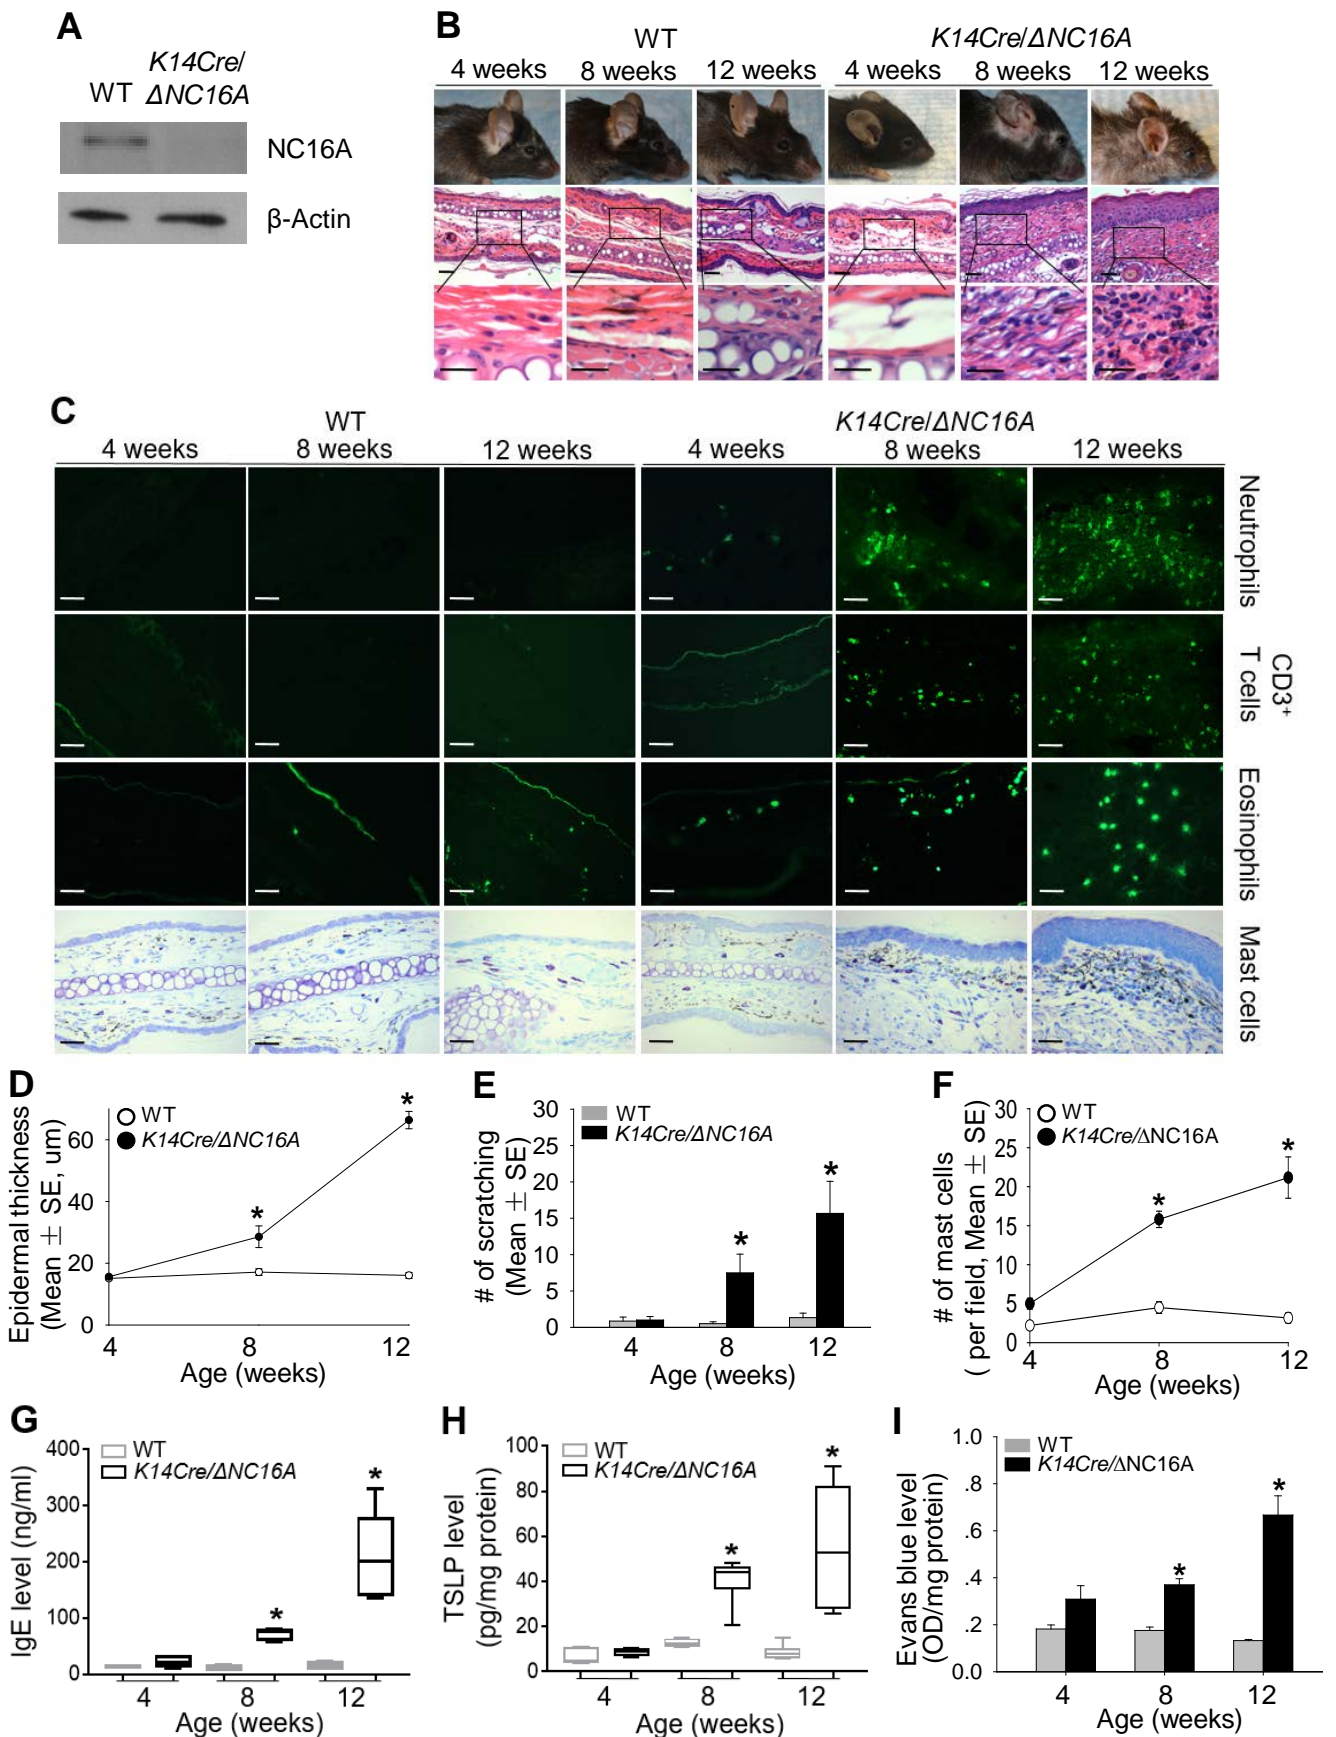 A
WT
K14Cre/
ΔNC16A
NC16A
β-Actin
B
WT
K14Cre/ΔNC16A
4 weeks
8 weeks
12 weeks
4 weeks
8 weeks
12 weeks
C
WT
K14Cre/ΔNC16A
4 weeks
8 weeks
12 weeks
4 weeks
8 weeks
12 weeks
Neutrophils
CD3+
T cells
Eosinophils
Mast cells
D
WT
K14Cre/ΔNC16A
Epidermal thickness
(Mean ± SE, um)
60
40
20
0
*
*
4
8
12
Age (weeks)
E
WT
K14Cre/ΔNC16A
# of scratching
(Mean ± SE)
30
25
20
15
10
5
0
*
*
4
8
12
Age (weeks)
F
WT
K14Cre/ΔNC16A
# of mast cells
( per field, Mean ± SE)
30
25
20
15
10
5
0
*
*
4
8
12
Age (weeks)
G
WT
K14Cre/ΔNC16A
IgE level (ng/ml)
400
300
200
100
0
*
*
4
8
12
Age (weeks)
H
WT
K14Cre/ΔNC16A
TSLP level
(pg/mg protein)
100
80
60
40
20
0
*
*
4
8
12
Age (weeks)
I
WT
K14Cre/ΔNC16A
Evans blue level
(OD/mg protein)
1.0
.8
.6
.4
.2
0.0
*
*
4
8
12
Age (weeks)